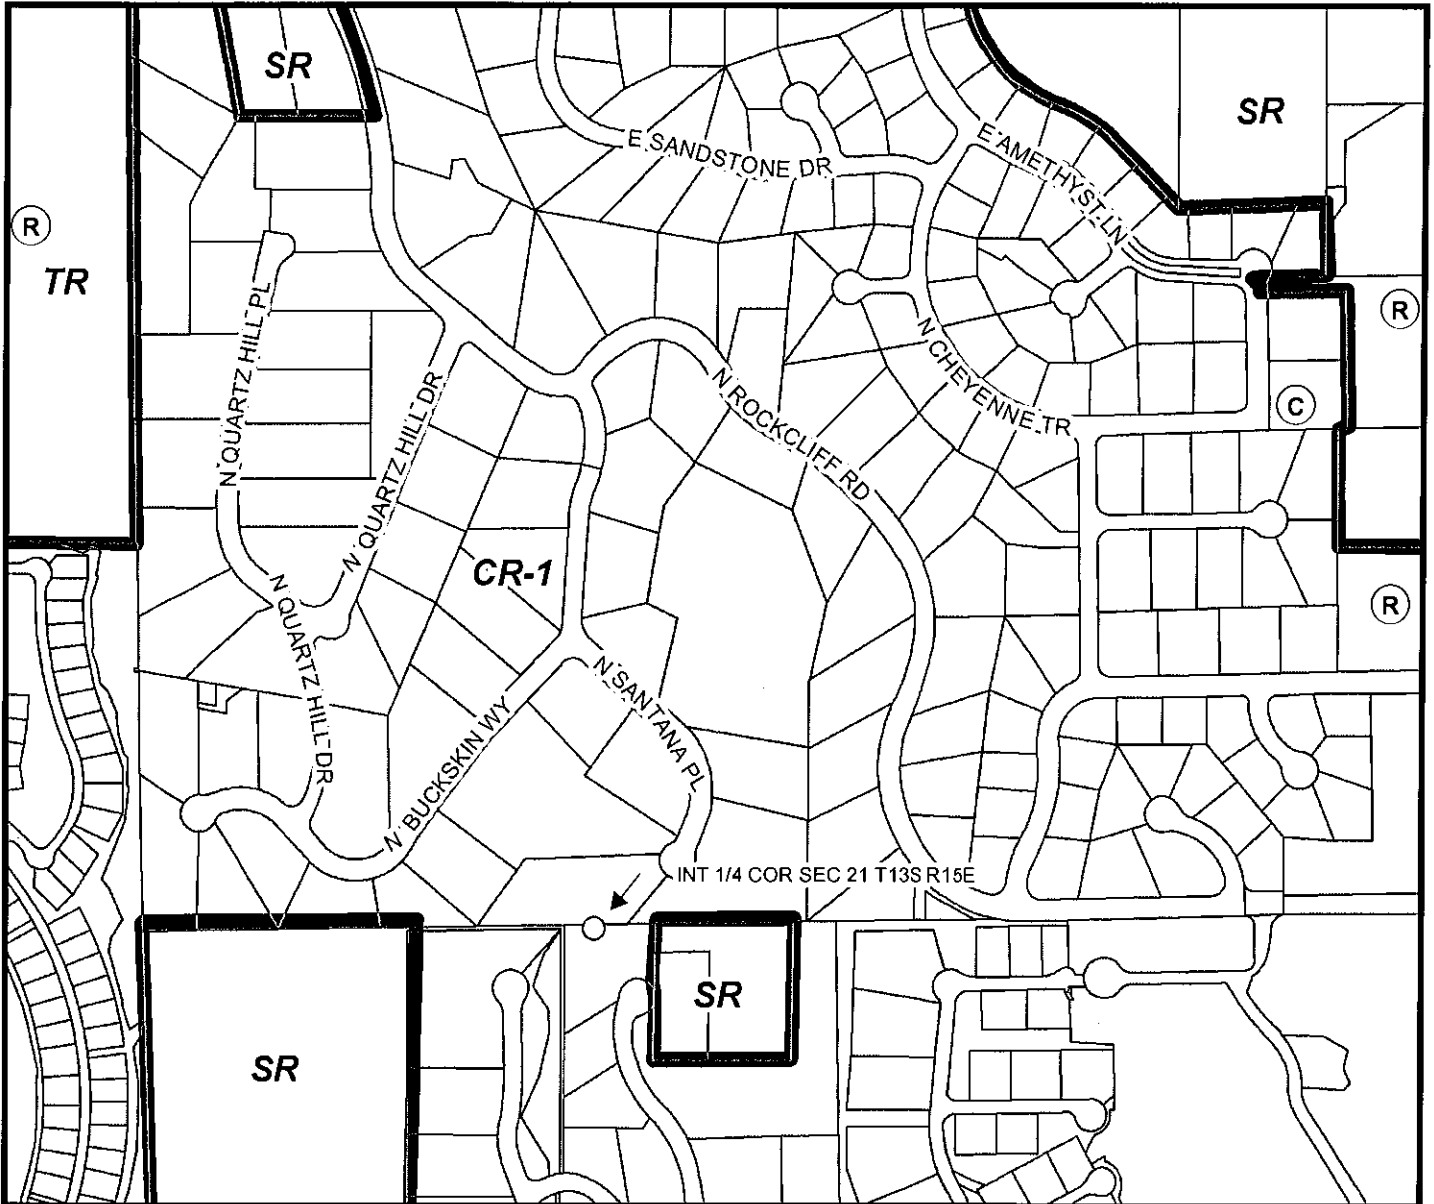 SR
SR
E SANDSTONE DR
E AMETHYST LN
R
TR
R
N QUARTZ HILL PL
N QUARTZ HILL DR
N ROCKCLIFF RD
N CHEYENNE TR
C
CR-1
R
N QUARTZ HILL DR
N SANTANA PL
N BUCKSKIN WY
INT 1/4 COR SEC 21 T13S R15E
SR
SR